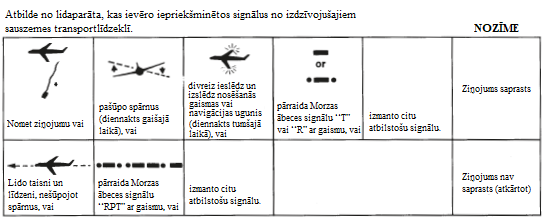 Atbilde no lidaparāta, kas ievēro iepriekšminētos signālus no izdzīvojušajiem
sauszemes transportlīdzeklī.
NOZĪME
Nomet ziņojumu vai
pašūpo spārnus
(diennakts gaišajā
laikā), vai
divreiz ieslēdz un
izslēdz nosēšanās
gaismas vai
navigācijas ugunis
(diennakts tumšajā
laikā), vai
or
pārraida Morzas
ābeces signālu "T"
vai "R" ar gaismu, vai
izmanto citu
atbilstošu signālu.
Ziņojums saprasts
Lido taisni un
līdzeni, nešūpojot
spārnus, vai
pārraida Morzas
ābeces signālu
"RPT" ar gaismu, vai
izmanto citu
atbilstošu signālu.
Ziņojums nav
saprasts (atkārtot)